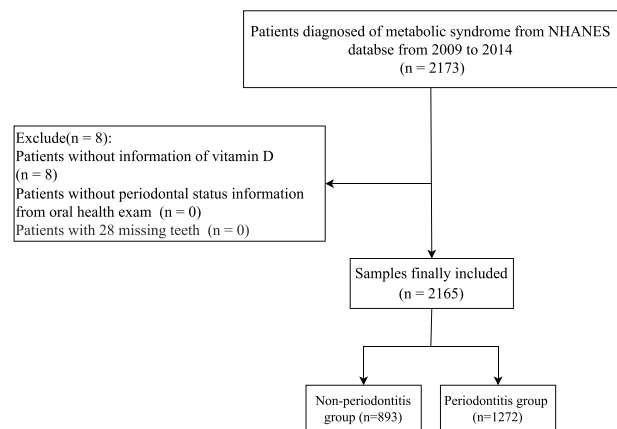 Patients diagnosed of metabolic syndrome from NHANES
databse from 2009 to 2014
(n = 2173)
Exclude(n = 8):
Patients without information of vitamin D
(n = 8)
Patients without periodontal status information
from oral health exam (n = 0)
Patients with 28 missing teeth (n = 0)
Samples finally included
(n = 2165)
Non-periodontitis
group (n=893)
Periodontitis group
(n=1272)